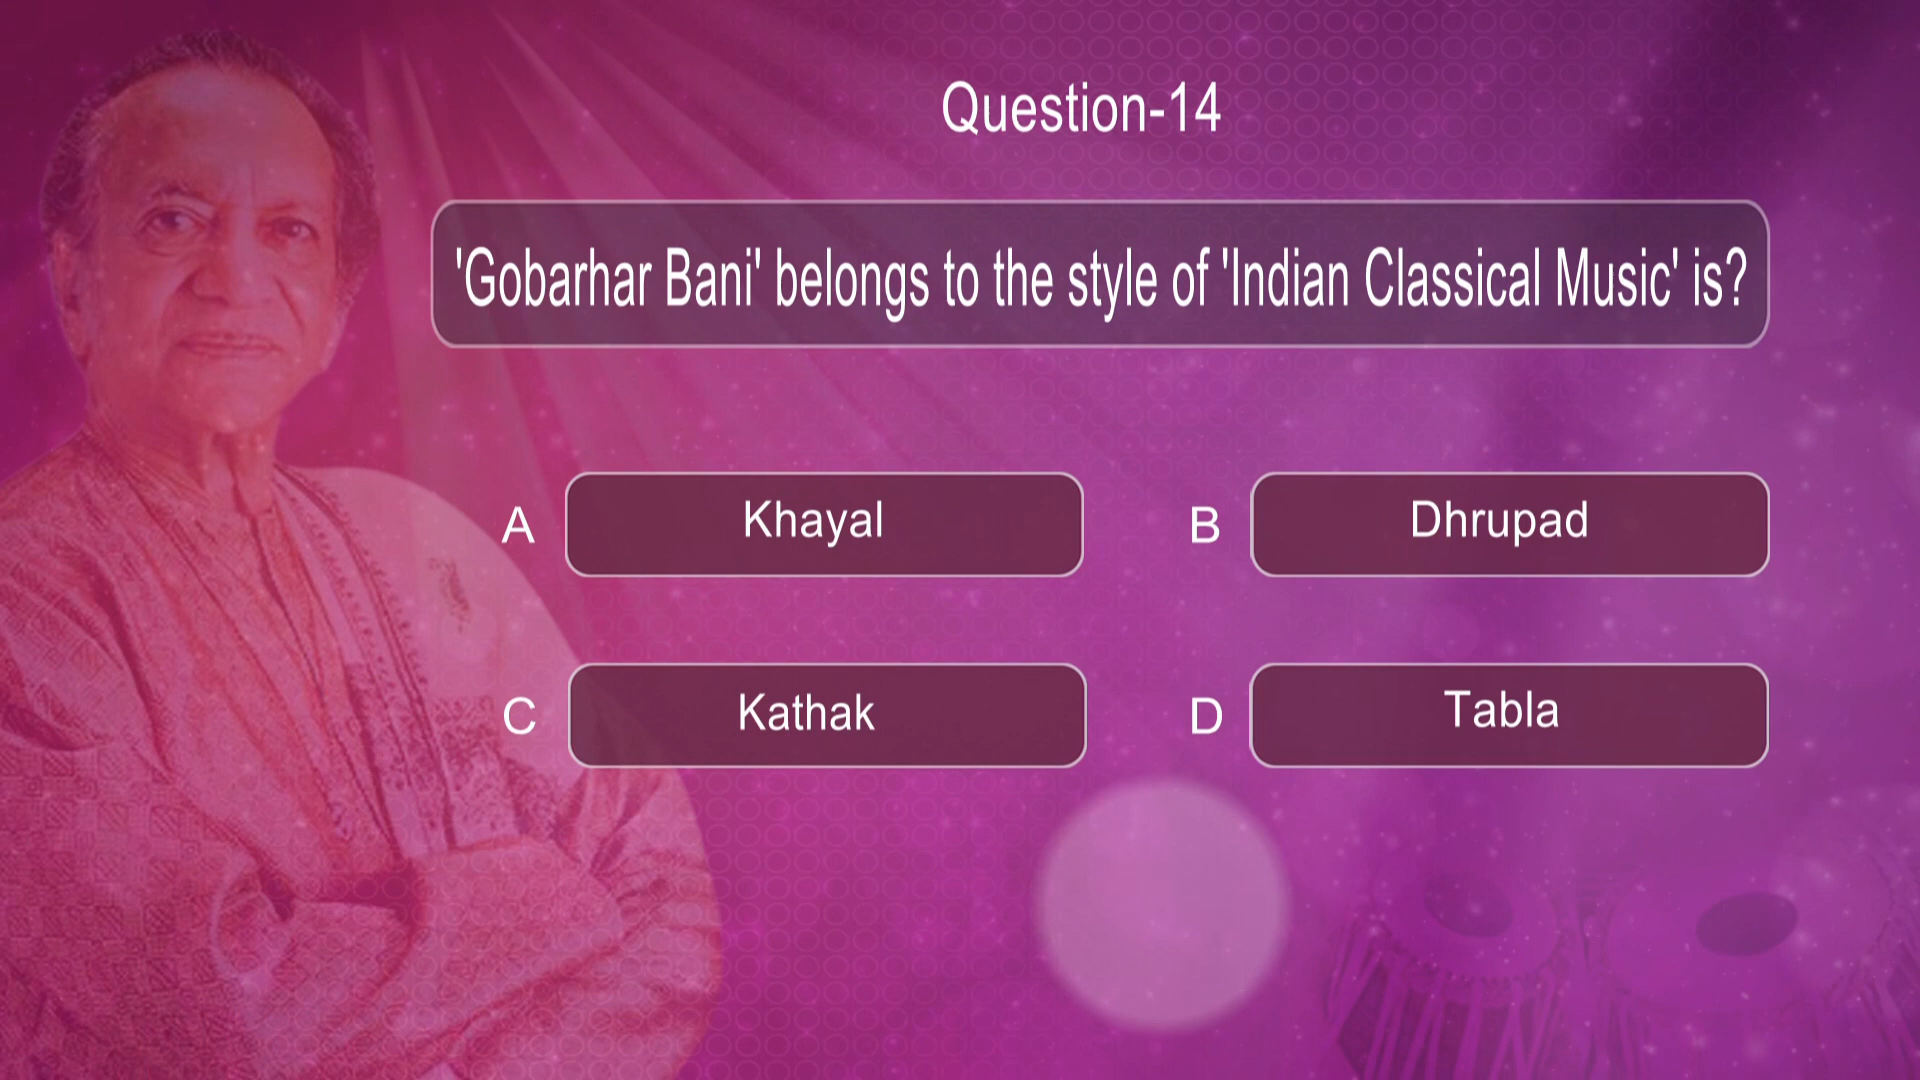 Question-14
'Gobarhar Bani' belongs to the style of 'Indian Classical Music' is?
A Khayal
B Dhrupad
C Kathak
D Tabla